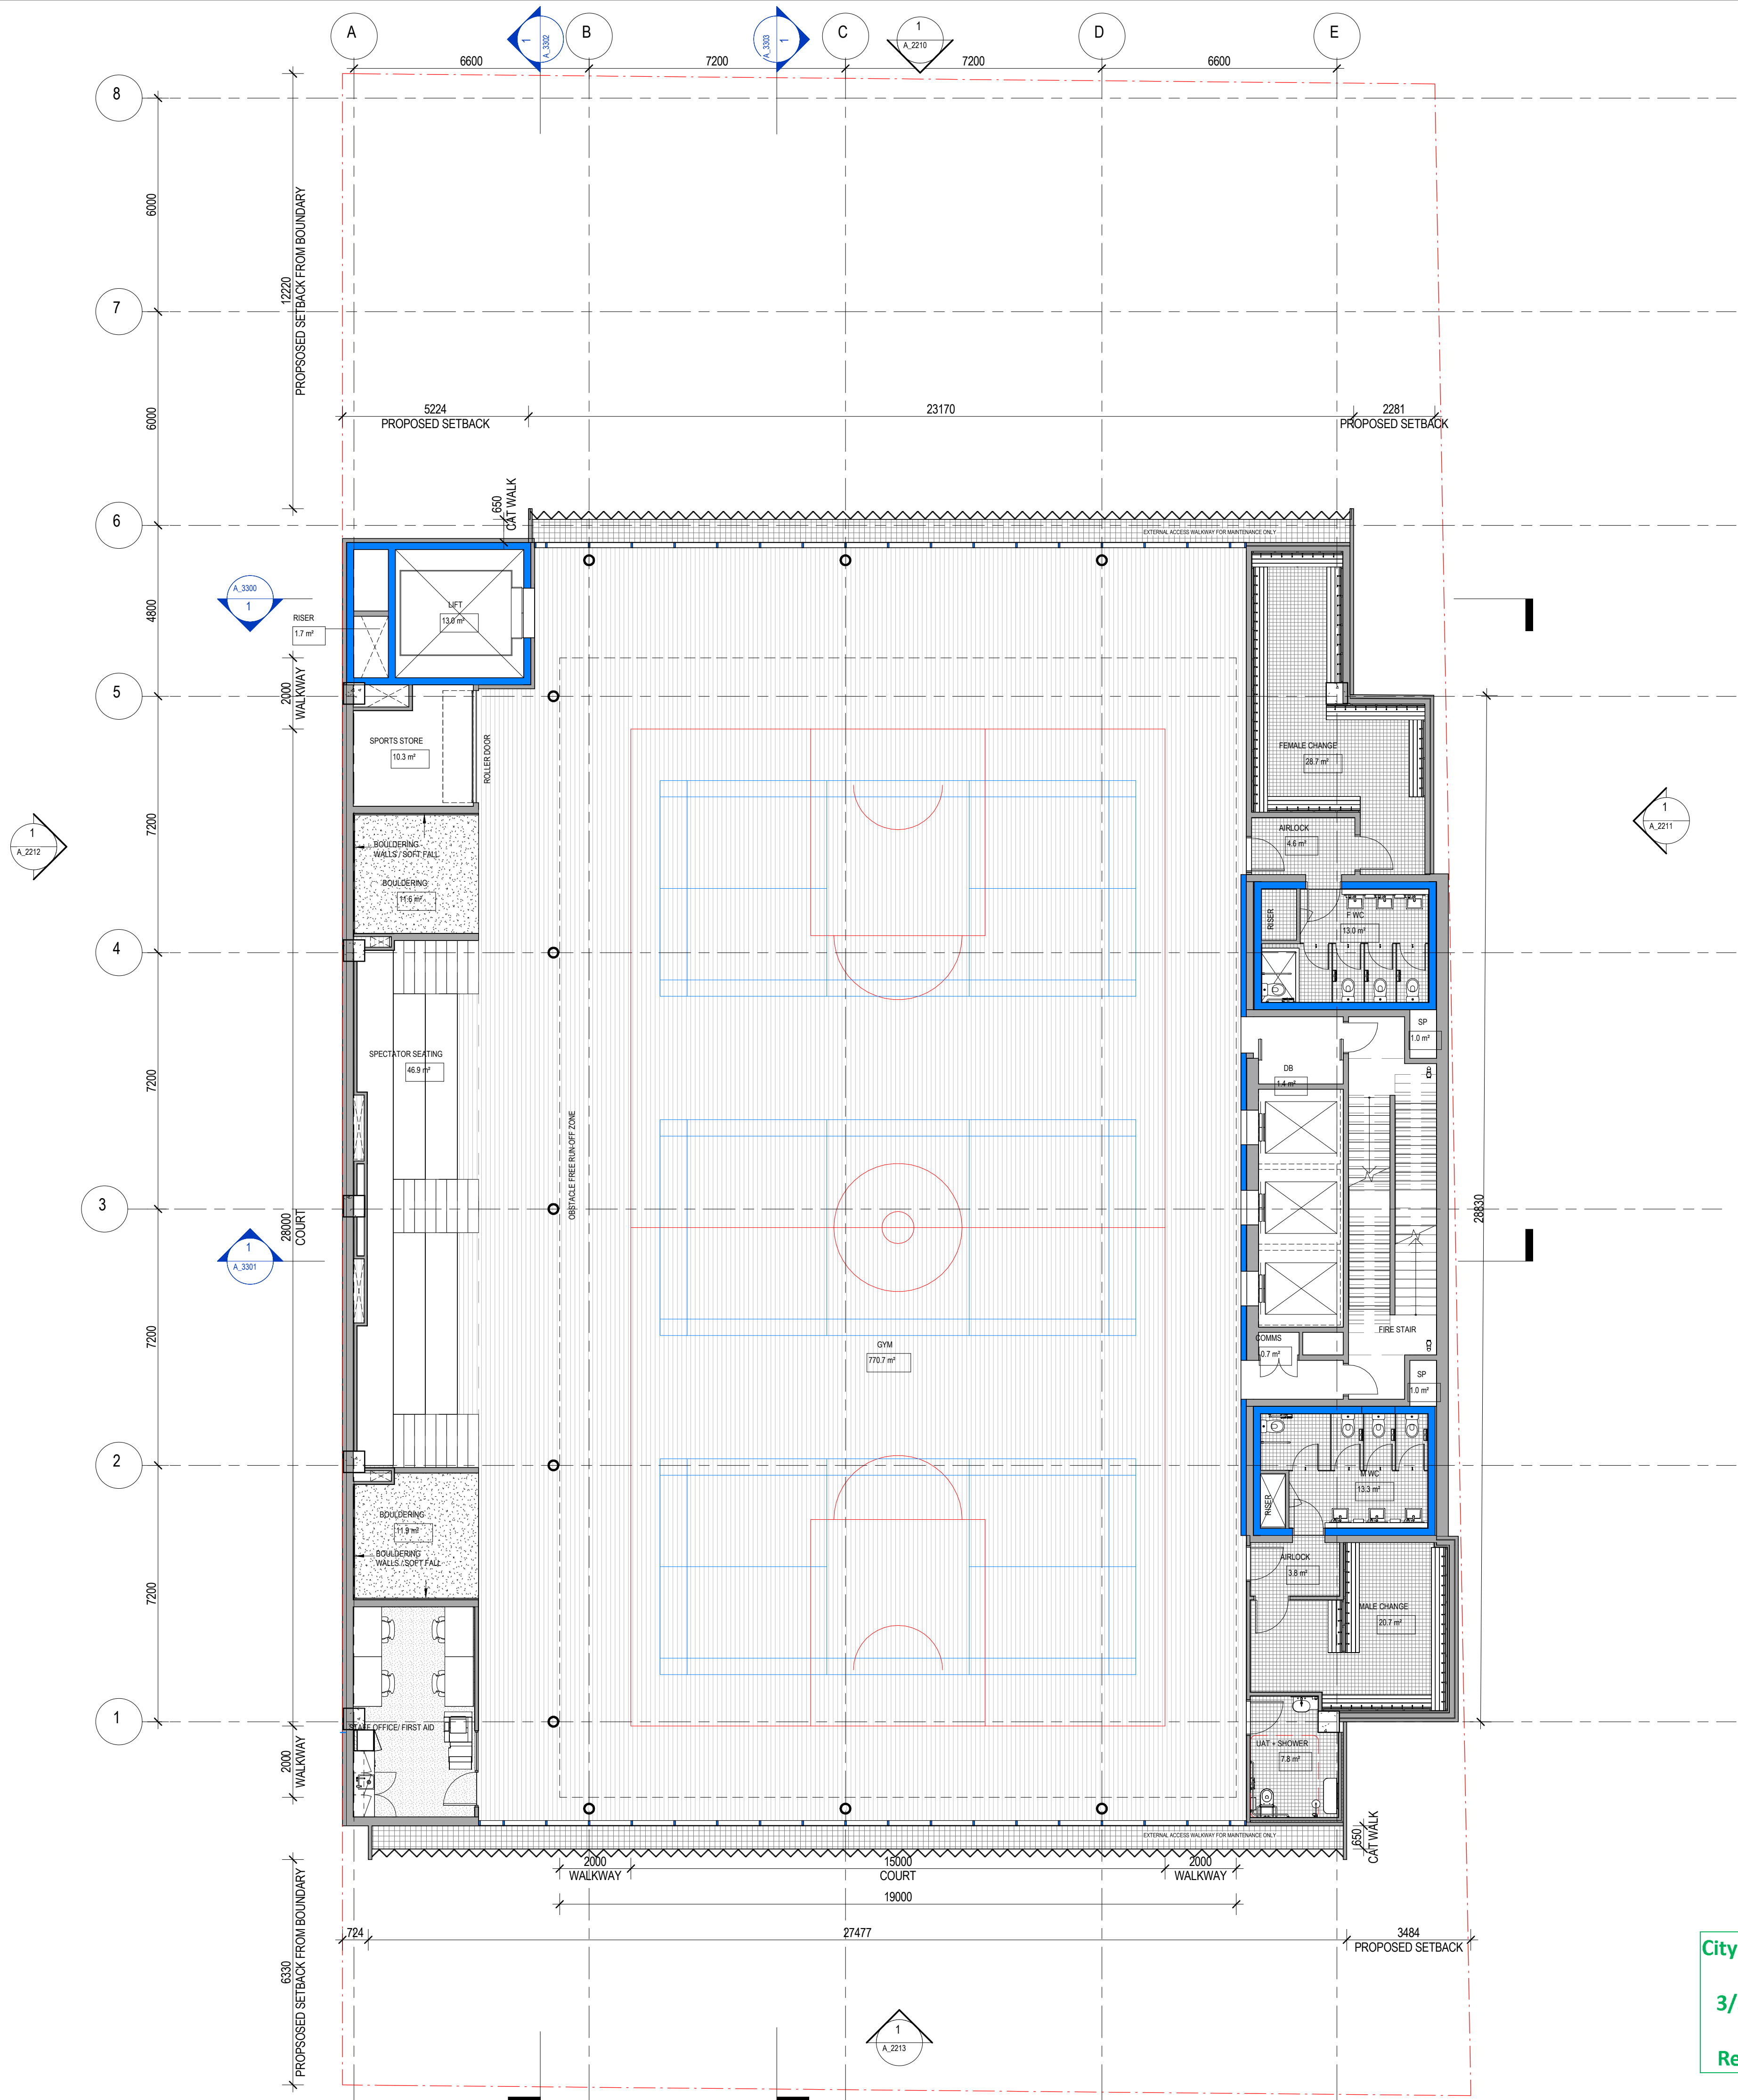 A
1
A_3302
B
A_3303
1
C
1
A_2210
D
E
6600
7200
7200
6600
8
6000
12220
PROPSOSED SETBACK FROM BOUNDARY
7
6000
5224
PROPOSED SETBACK
23170
2281
PROPOSED SETBACK
6
650
CAT WALK
EXTERNAL ACCESS WALKWAY FOR MAINTENANCE ONLY
A_3300
1
4800
RISER
1.7 m²
LIFT
13.0 m²
5
2000
WALKWAY
SPORTS STORE
10.3 m²
ROLLER DOOR
FEMALE CHANGE
28.7 m²
1
A_2212
7200
BOULDERING
WALLS / SOFT FALL
BOULDERING
11.6 m²
AIRLOCK
4.6 m²
1
A_2211
RISER
F WC
13.0 m²
4
SP
1.0 m²
SPECTATOR SEATING
46.9 m²
DB
1.4 m²
7200
OBSTACLE FREE RUN-OFF ZONE
3
28000
COURT
28830
1
A_3301
7200
GYM
770.7 m²
COMMS
0.7 m²
FIRE STAIR
SP
1.0 m²
2
RISER
M WC
13.3 m²
BOULDERING
11.9 m²
BOULDERING
WALLS / SOFT FALL
AIRLOCK
3.8 m²
7200
MALE CHANGE
20.7 m²
1
STAFF OFFICE/ FIRST AID
2000
WALKWAY
UAT + SHOWER
7.8 m²
EXTERNAL ACCESS WALKWAY FOR MAINTENANCE ONLY
650
CAT WALK
2000
WALKWAY
15000
COURT
2000
WALKWAY
19000
724
27477
3484
PROPOSED SETBACK
6330
PROPSOSED SETBACK FROM BOUNDARY
1
A_2213
City
3/
Re